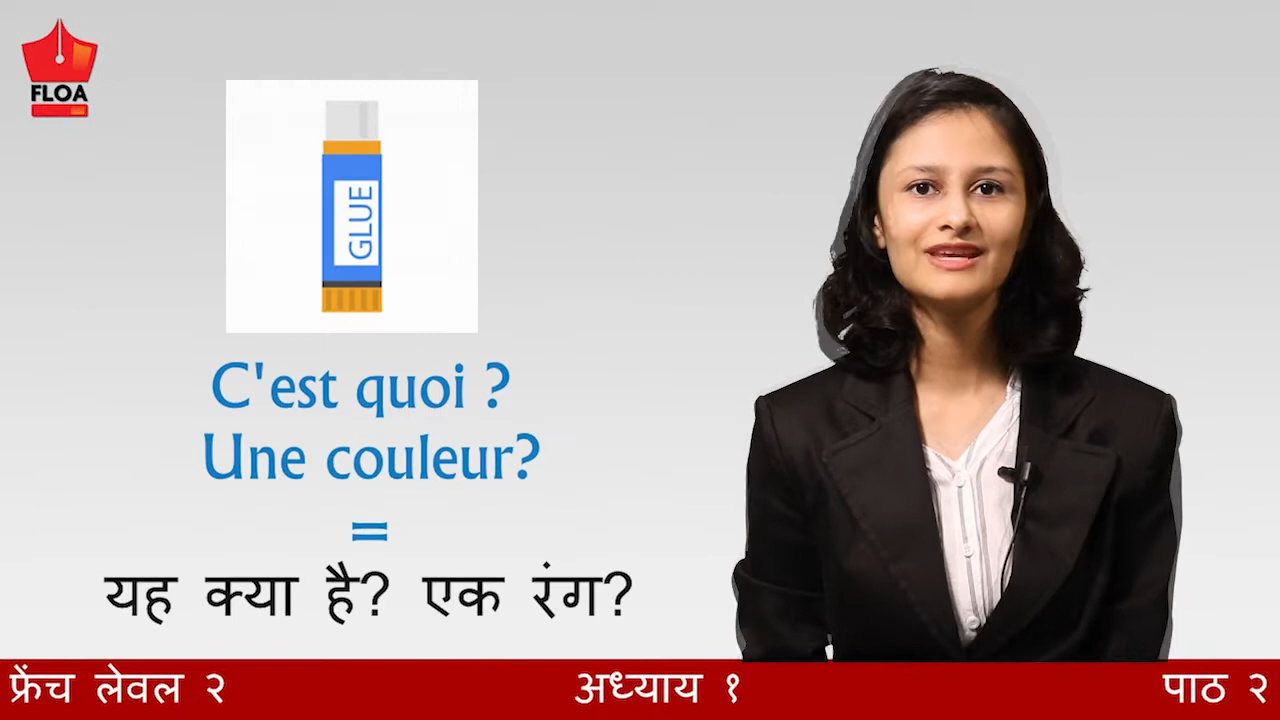 FLOA
GLUE
C'est quoi ?
Une couleur?
=
यह क्या है? एक रंग?
फ्रेंच लेवल २
अध्याय १
पाठ २